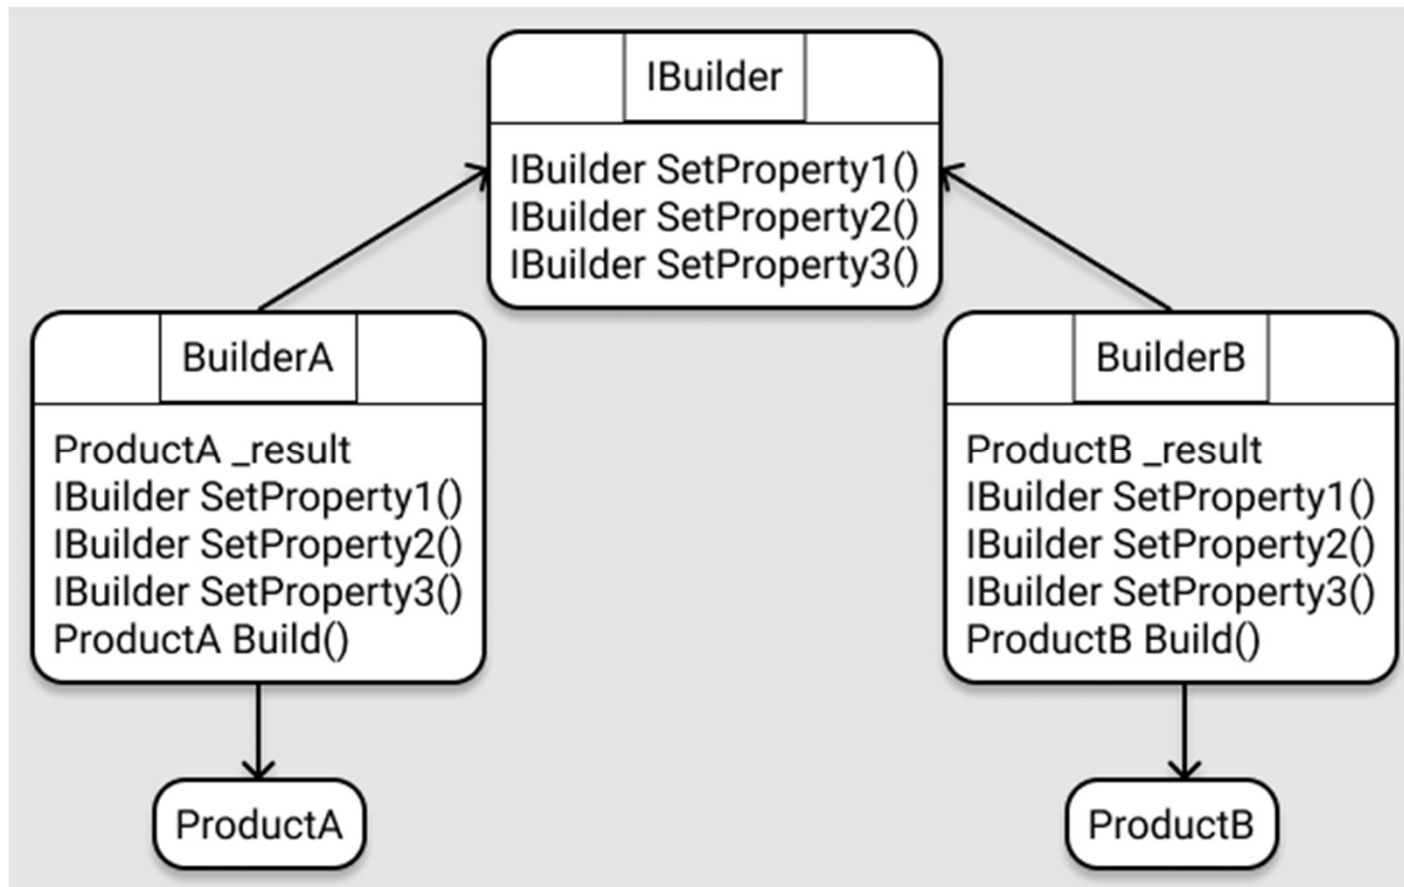 IBuilder
IBuilder SetProperty1()
IBuilder SetProperty2()
IBuilder SetProperty3()
BuilderA
ProductA _result
IBuilder SetProperty1()
IBuilder SetProperty2()
IBuilder SetProperty3()
ProductA Build()
BuilderB
ProductB _result
IBuilder SetProperty1()
IBuilder SetProperty2()
IBuilder SetProperty3()
ProductB Build()
ProductA
ProductB